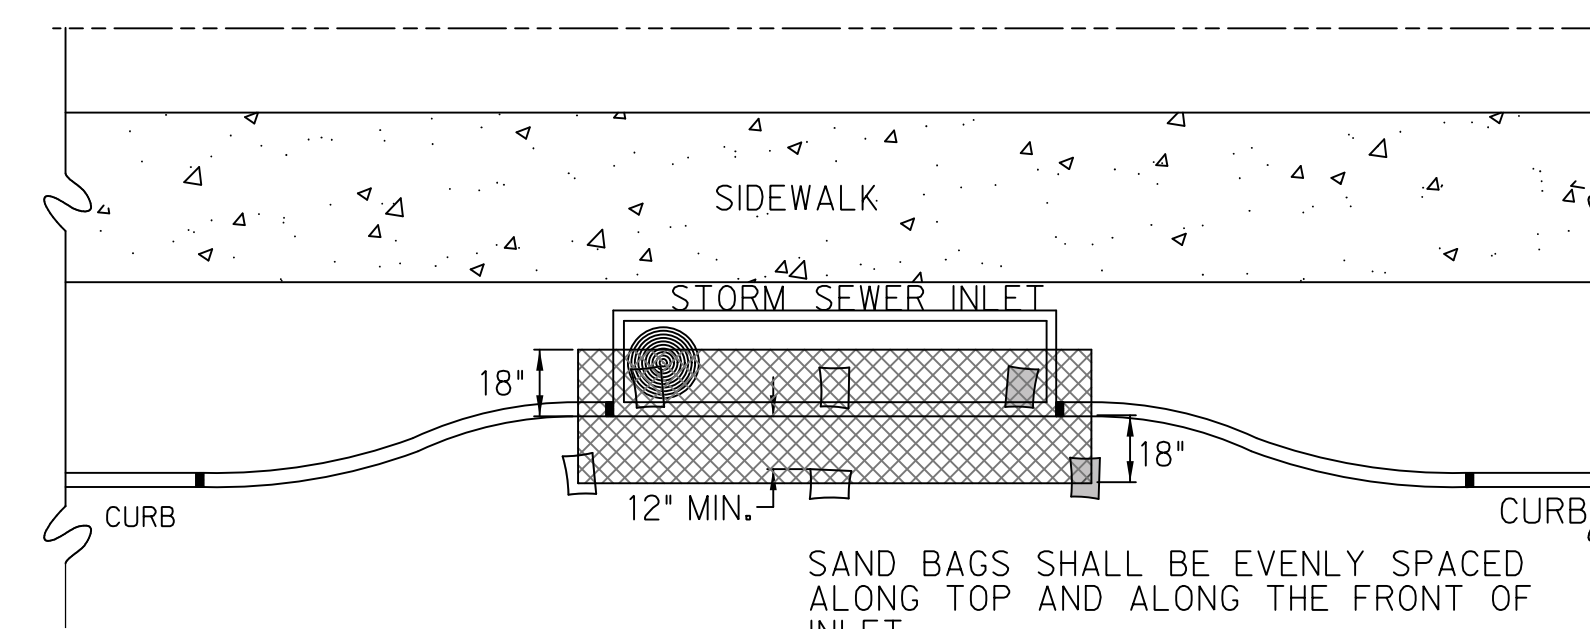 SIDEWALK
STORM SEWER INLET
18"
18"
12" MIN.
CURB
CURB
SAND BAGS SHALL BE EVENLY SPACED
ALONG TOP AND ALONG THE FRONT OF
INLET